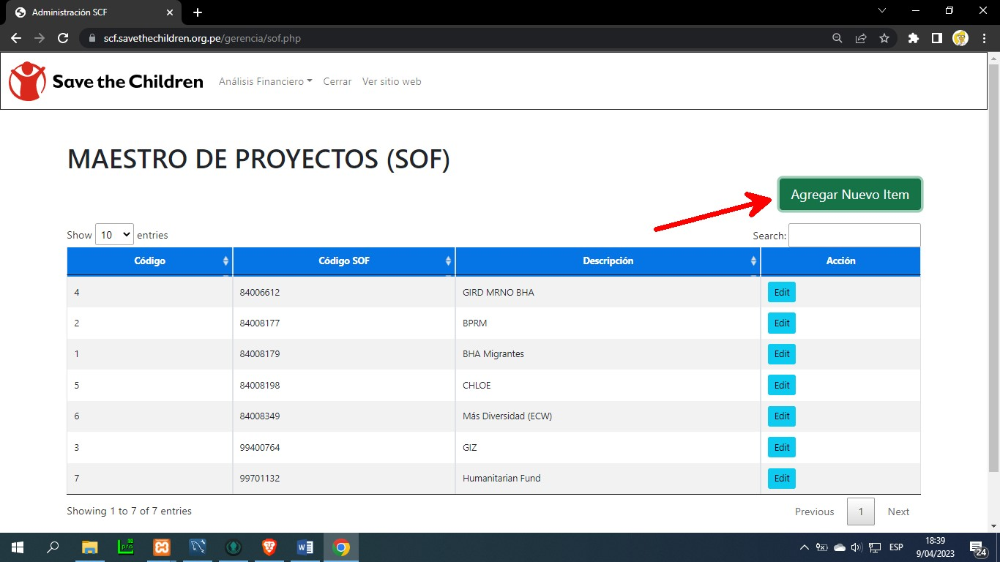 Administración SCF
scf.savethechildren.org.pe/gerencia/sof.php
Save the Children Análisis Financiero Cerrar Ver sitio web
MAESTRO DE PROYECTOS (SOF)
Agregar Nuevo Item
Show 10 entries Search:
Código Código SOF Descripción Acción
4 84006612 GIRD MRNO BHA Edit
2 84008177 BPRM Edit
1 84008179 BHA Migrantes Edit
5 84008198 CHLOE Edit
6 84008349 Más Diversidad (ECW) Edit
3 99400764 GIZ Edit
7 99701132 Humanitarian Fund Edit
Showing 1 to 7 of 7 entries Previous 1 Next
ESP 18:39
9/04/2023 24